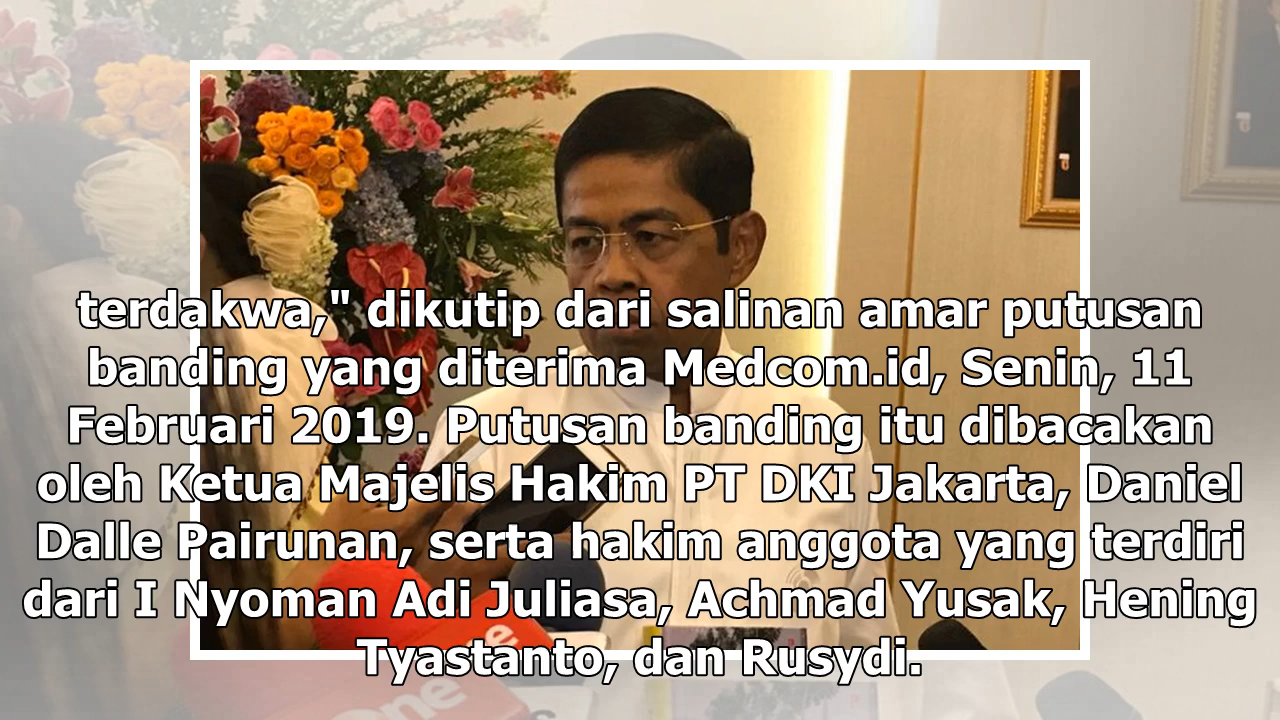 terdakwa," dikutip dari salinan amar putusan
banding yang diterima Medcom.id, Senin, 11
Februari 2019. Putusan banding itu dibacakan
oleh Ketua Majelis Hakim PT DKI Jakarta, Daniel
Dalle Pairunan, serta hakim anggota yang terdiri
dari I Nyoman Adi Juliasa, Achmad Yusak, Hening
Tyastanto, dan Rusydi.